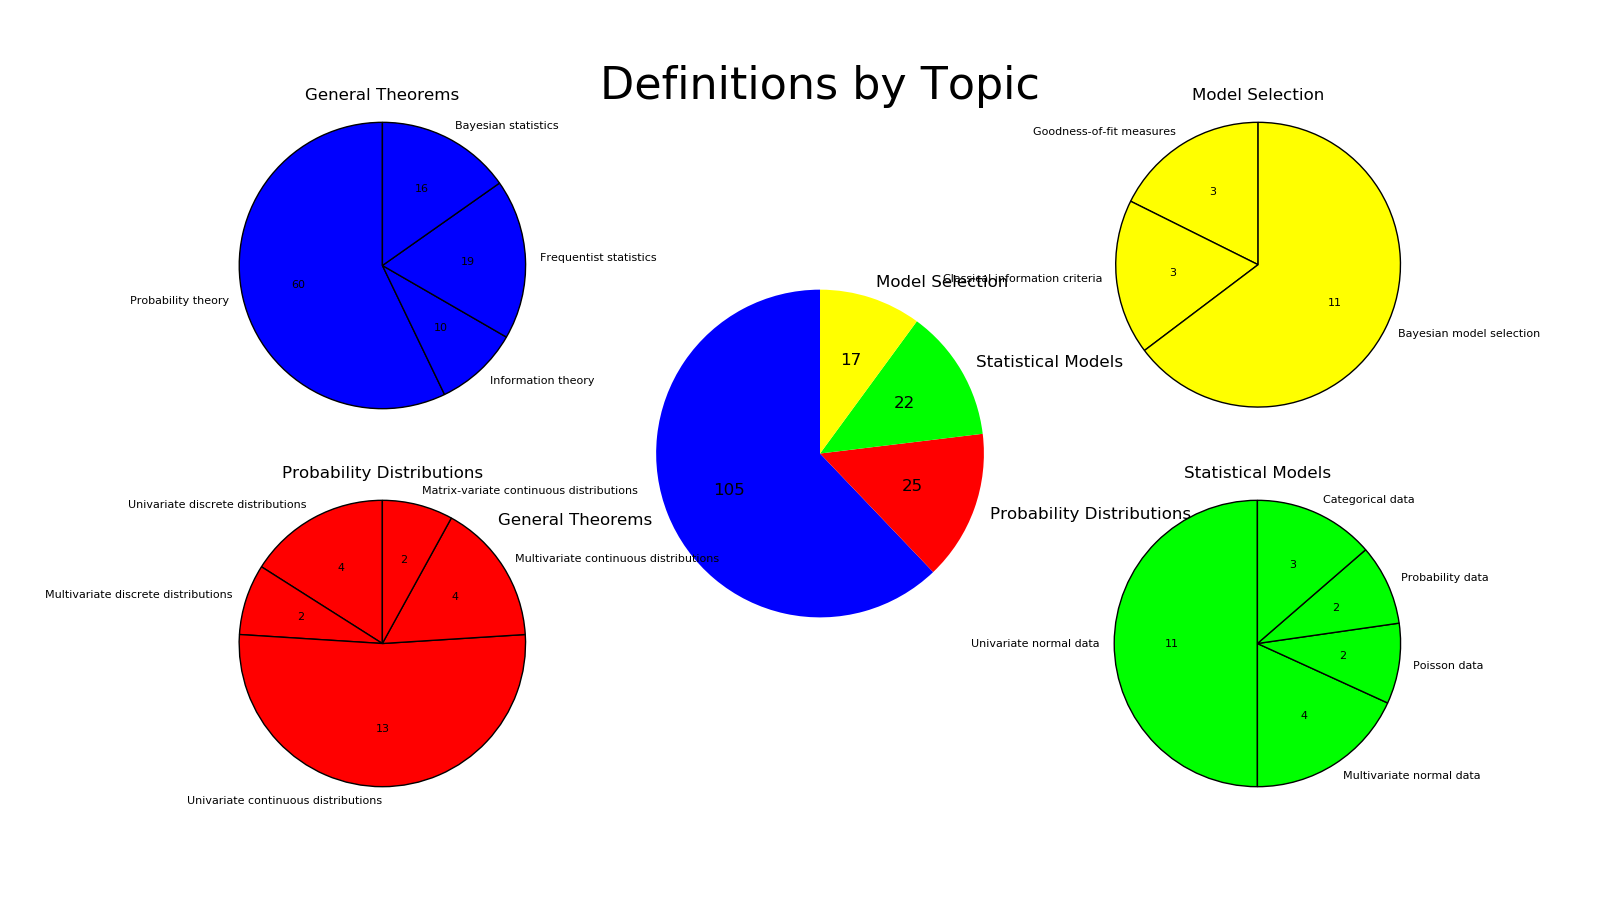 Definitions by Topic
General Theorems
Bayesian statistics
16
Frequentist statistics
19
Probability theory
60
10
Information theory
Model Selection
Goodness-of-fit measures
3
Classical information criteria
3
11
Bayesian model selection
Model Selection
17
Statistical Models
22
105
25
General Theorems
Probability Distributions
Probability Distributions
Matrix-variate continuous distributions
Univariate discrete distributions
2
4
Multivariate continuous distributions
4
Multivariate discrete distributions
2
13
Univariate continuous distributions
Statistical Models
Categorical data
3
Probability data
2
Univariate normal data
11
2
Poisson data
4
Multivariate normal data